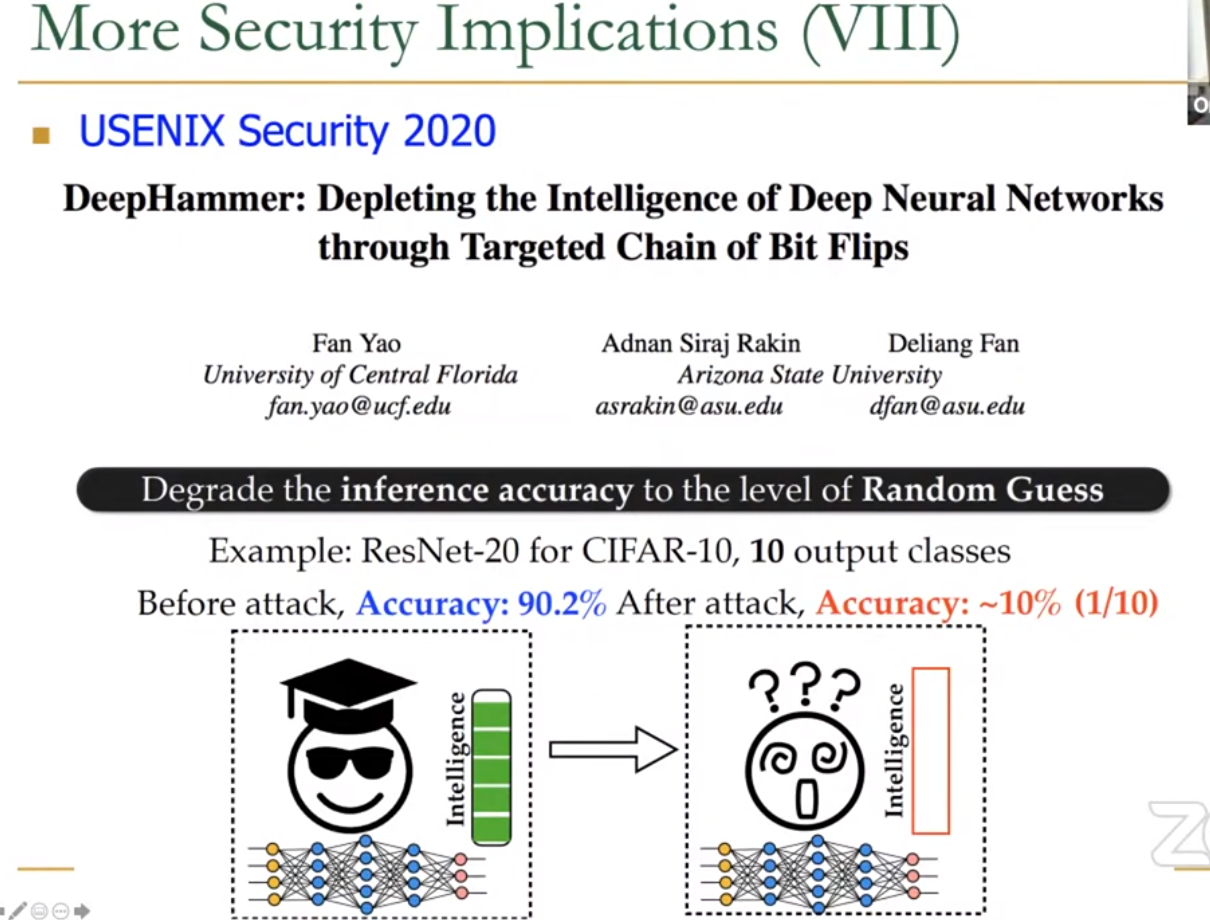 More Security Implications (VIII)
USENIX Security 2020
DeepHammer: Depleting the Intelligence of Deep Neural Networks
through Targeted Chain of Bit Flips
Fan Yao Adnan Siraj Rakin Deliang Fan
University of Central Florida Arizona State University
fan.yao@ucf.edu asrakin@asu.edu dfan@asu.edu
Degrade the inference accuracy to the level of Random Guess
Example: ResNet-20 for CIFAR-10, 10 output classes
Before attack, Accuracy: 90.2% After attack, Accuracy: ~10% (1/10)
Intelligence
? ? ?
Intelligence